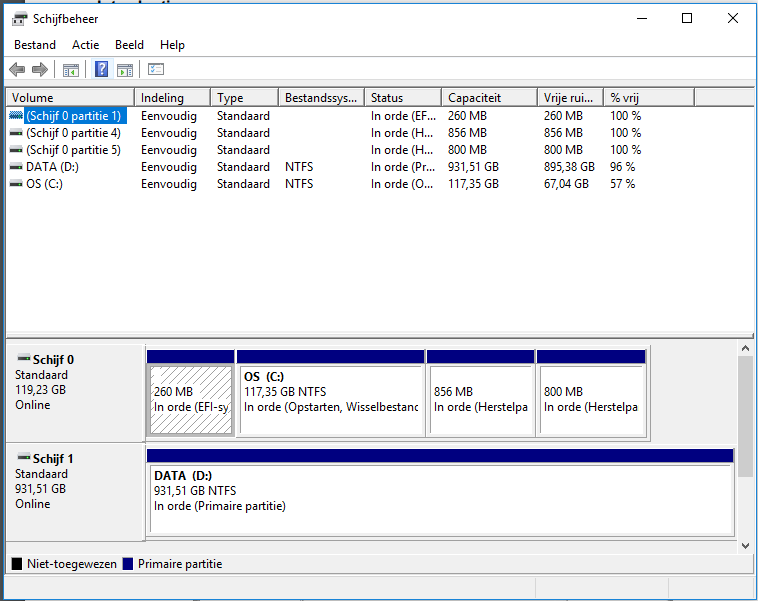 Schijfbeheer
Bestand Actie Beeld Help
Volume Indeling Type Bestandssys... Status Capaciteit Vrije rui... % vrij
(Schijf 0 partitie 1) Eenvoudig Standaard In orde (EF... 260 MB 260 MB 100 %
(Schijf 0 partitie 4) Eenvoudig Standaard In orde (H... 856 MB 856 MB 100 %
(Schijf 0 partitie 5) Eenvoudig Standaard In orde (H... 800 MB 800 MB 100 %
DATA (D:) Eenvoudig Standaard NTFS In orde (Pr... 931,51 GB 895,38 GB 96 %
OS (C:) Eenvoudig Standaard NTFS In orde (O... 117,35 GB 67,04 GB 57 %
Schijf 0
Standaard
119,23 GB
Online
260 MB
In orde (EFI-sy
OS (C:)
117,35 GB NTFS
In orde (Opstarten, Wisselbestand
856 MB
In orde (Herstelpa
800 MB
In orde (Herstelpa
Schijf 1
Standaard
931,51 GB
Online
DATA (D:)
931,51 GB NTFS
In orde (Primaire partitie)
Niet-toegewezen Primaire partitie